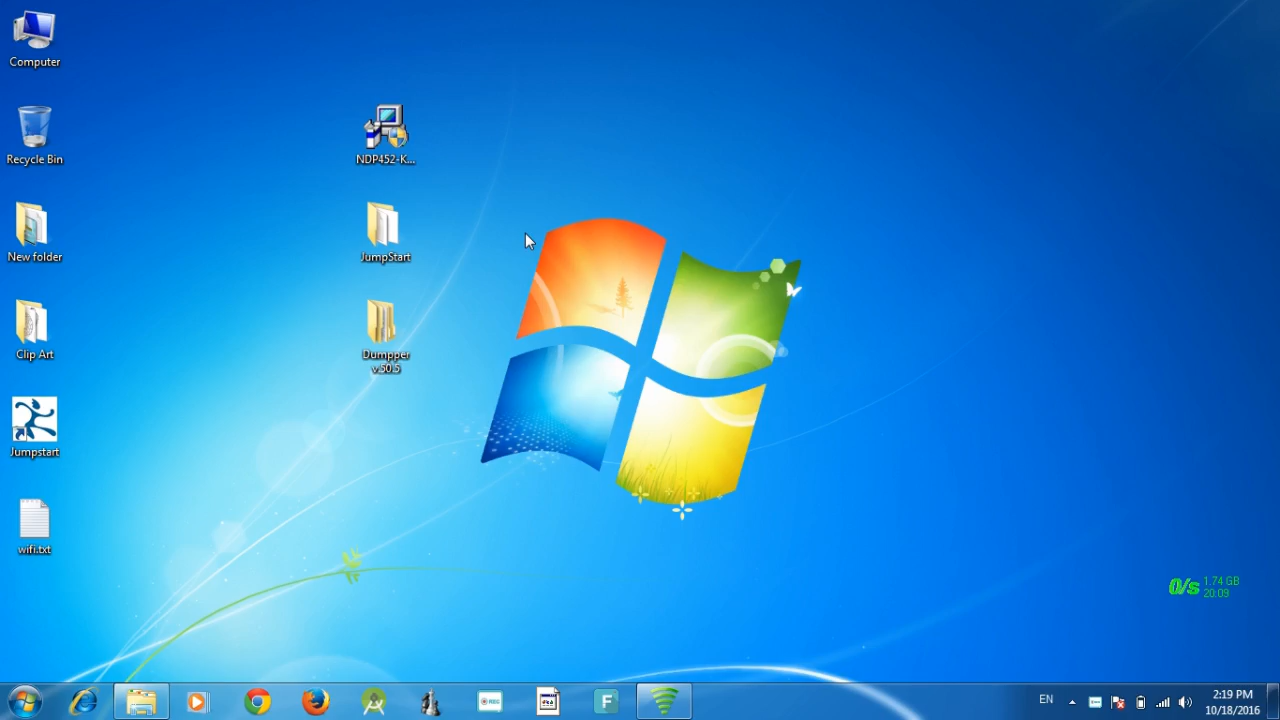 Computer
Recycle Bin
New folder
Clip Art
Jumpstart
wifi.txt
NDP452-K...
JumpStart
Dumpper
v.50.5
0/s
1.74 GB
20:09
REC
F
EN
2:19 PM
10/18/2016